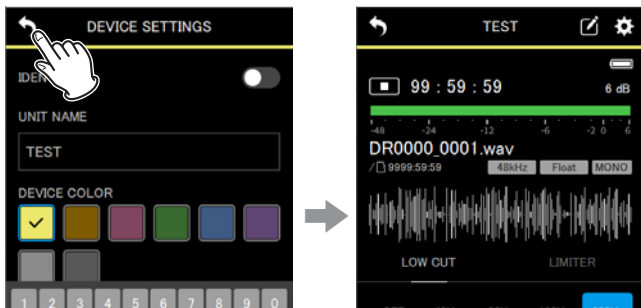 DEVICE SETTINGS
UNIT NAME
TEST
DEVICE COLOR
1 2 3 4 5 6 7 8 9 0
TEST
99 : 59 : 59
6 dB
-48 -24 -12 -6 -2 0 6
DR0000_0001.wav
/ 9999:59:59 48kHz Float MONO
LOW CUT LIMITER